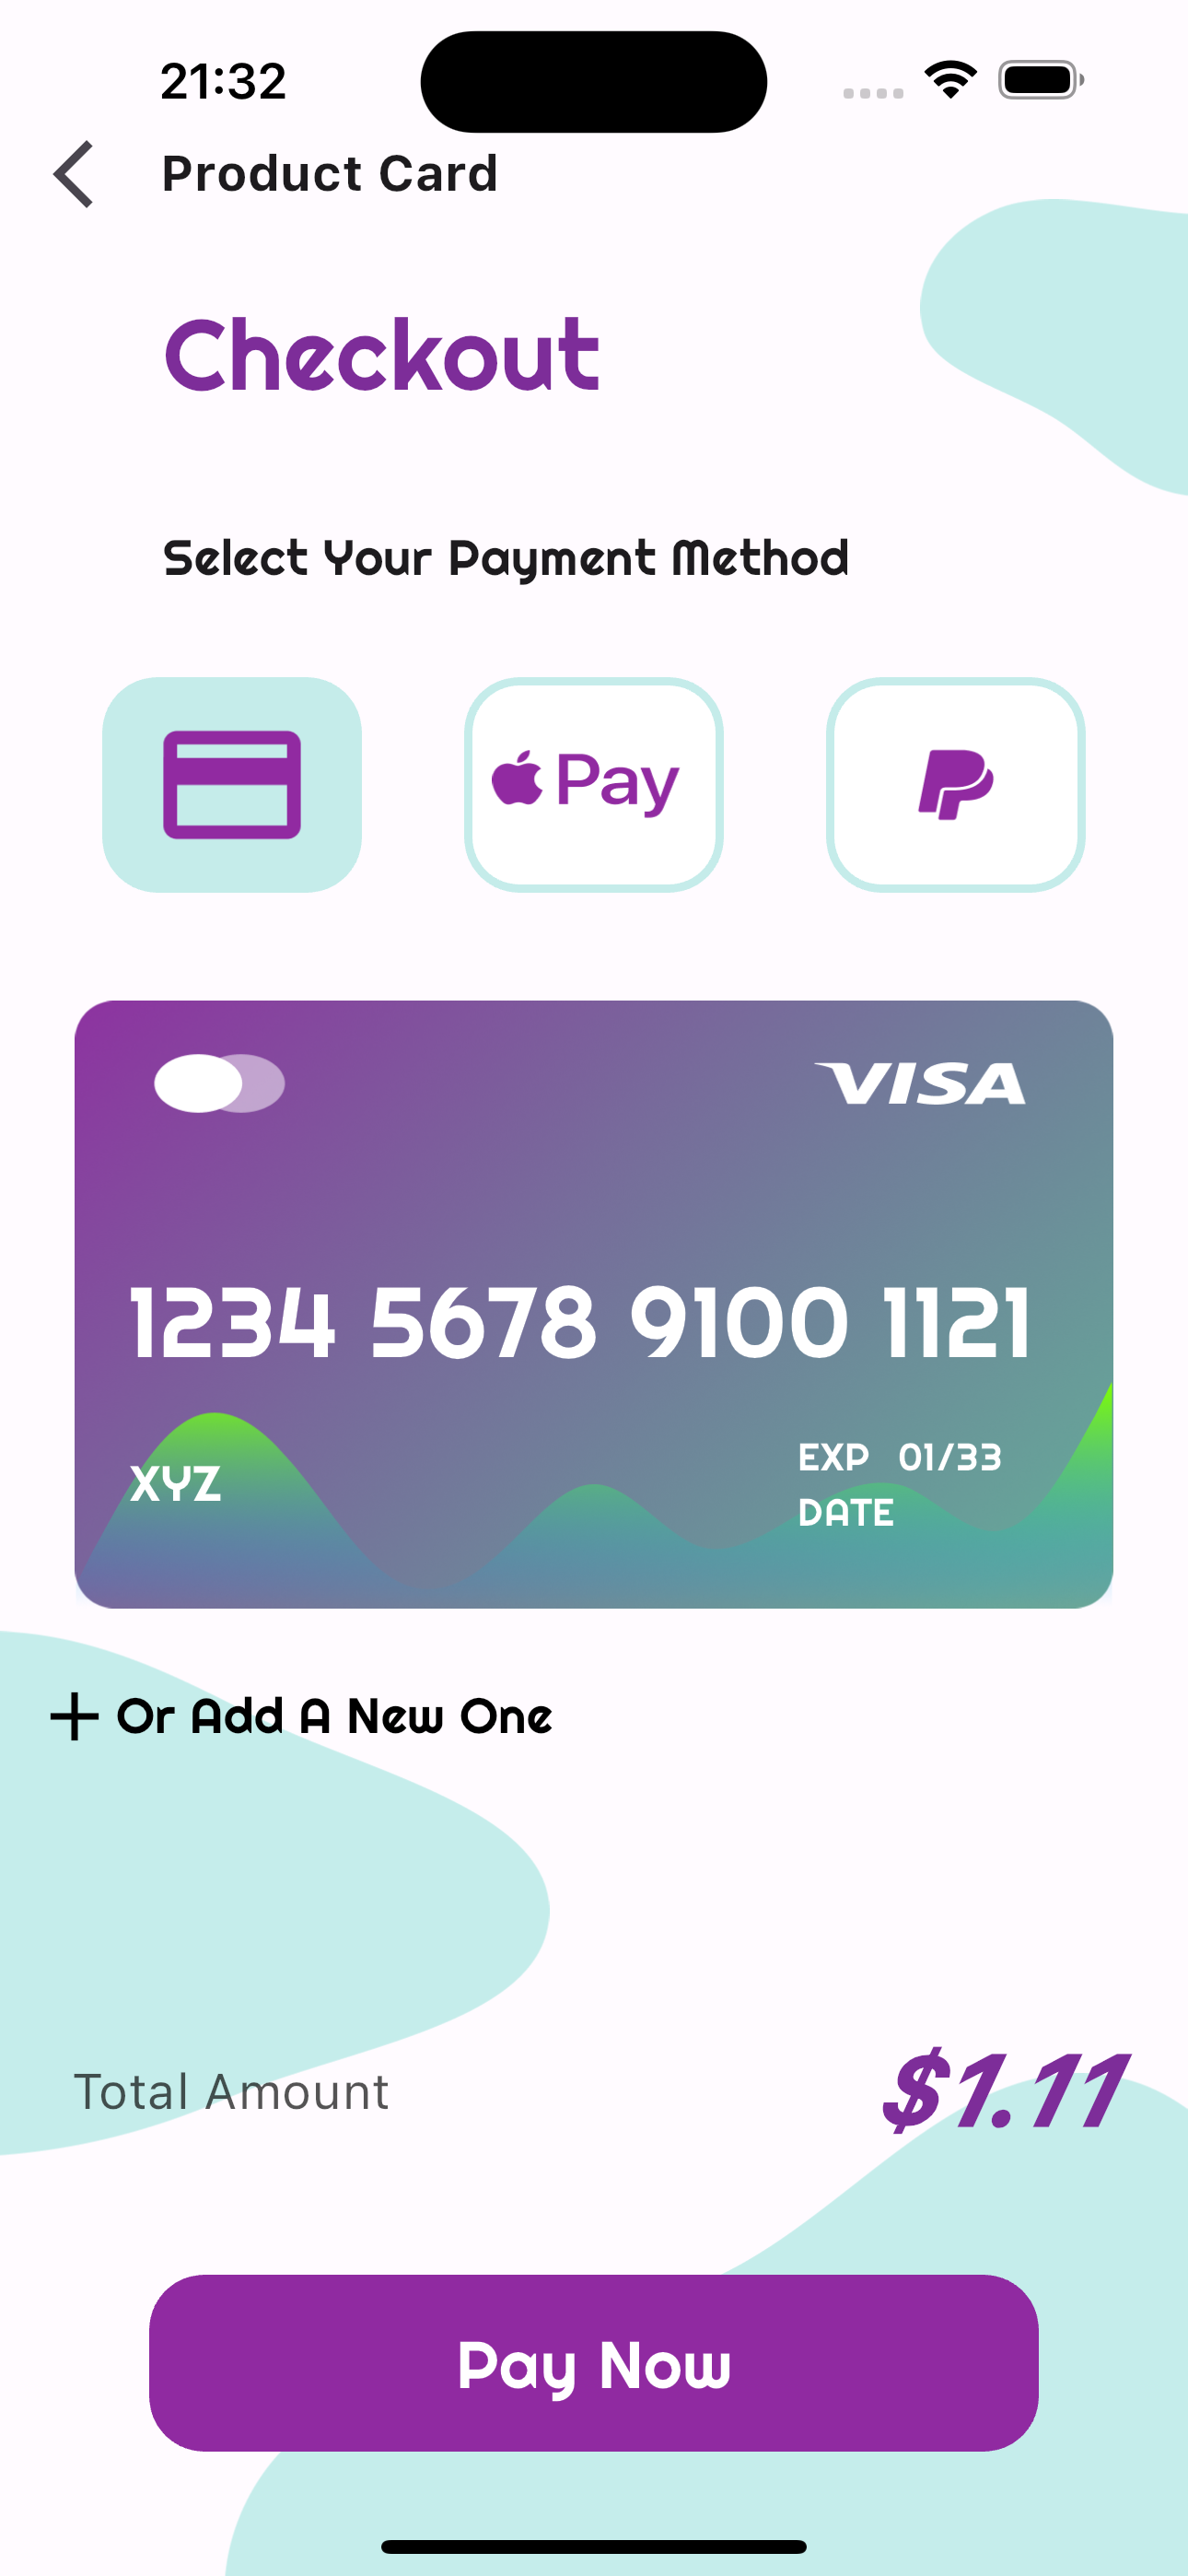 21:32
Product Card
Checkout
Select Your Payment Method
Pay
VISA
1234 5678 9100 1121
XYZ
EXP 01/33
DATE
Or Add A New One
Total Amount
$1.11
Pay Now